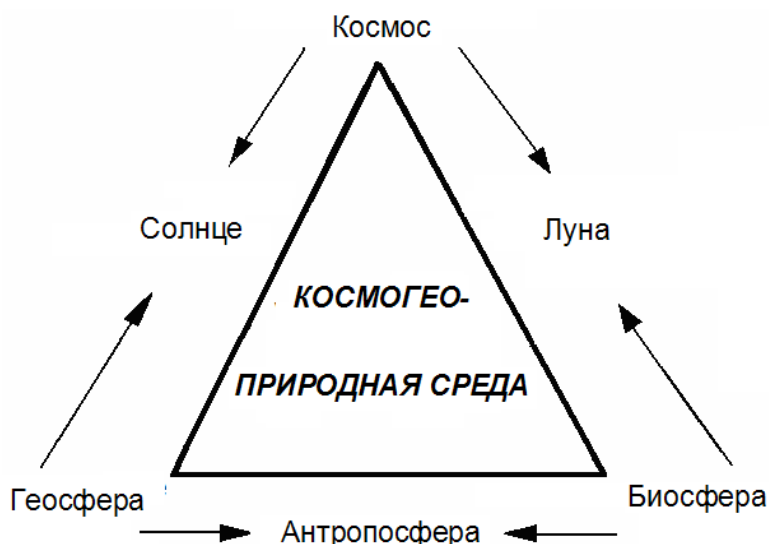 Космос
Солнце
Луна
КОСМОГЕО-
ПРИРОДНАЯ СРЕДА
Геосфера
Биосфера
Антропосфера